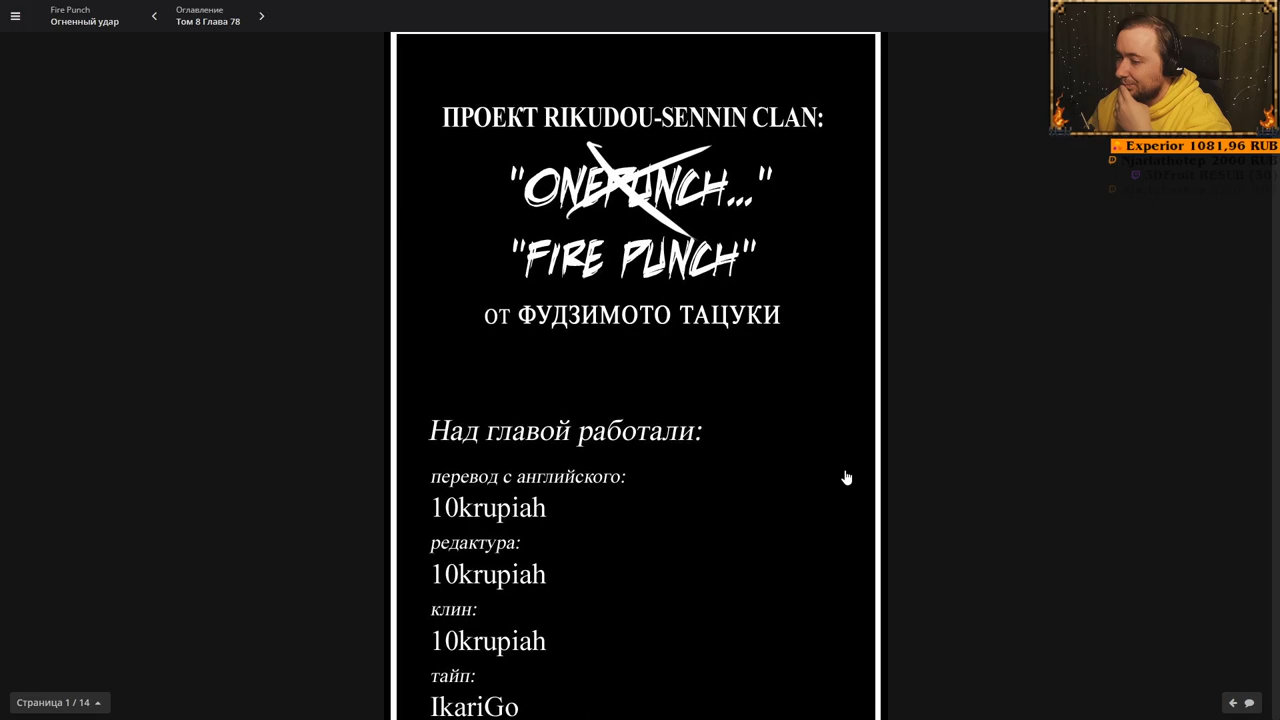 Fire Punch
Огненный удар
Оглавление
Том 8 Глава 78
ПРОЕКТ RIKUDOU-SENNIN CLAN:
"ONEPUNCH..."
"FIRE PUNCH"
от ФУДЗИМОТО ТАЦУКИ
Над главой работали:
перевод с английского:
10krupiah
редактура:
10krupiah
клин:
10krupiah
тайп:
IkariGo
Страница 1 / 14
Experior 1081,96 RUB
2000 RUB